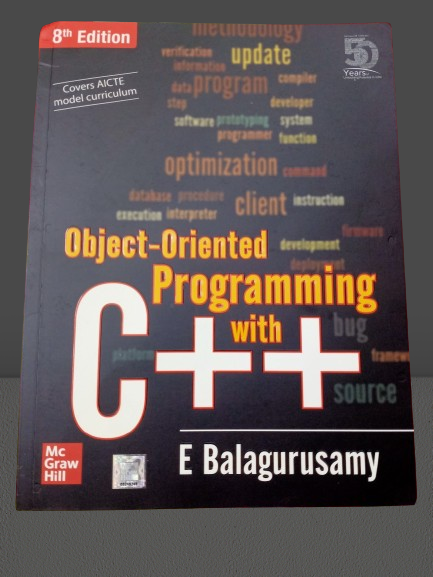 8th Edition
Covers AICTE
model curriculum
50
Years
methodology
verification
update
information
data
program
compiler
step
developer
software
prototyping
system
programmer
function
optimization
command
database
procedure
client
instruction
execution
interpreter
firmware
Object-Oriented
development
deployment
Programming
with
bug
C++
platform
framew
source
E Balagurusamy
Mc
Graw
Hill